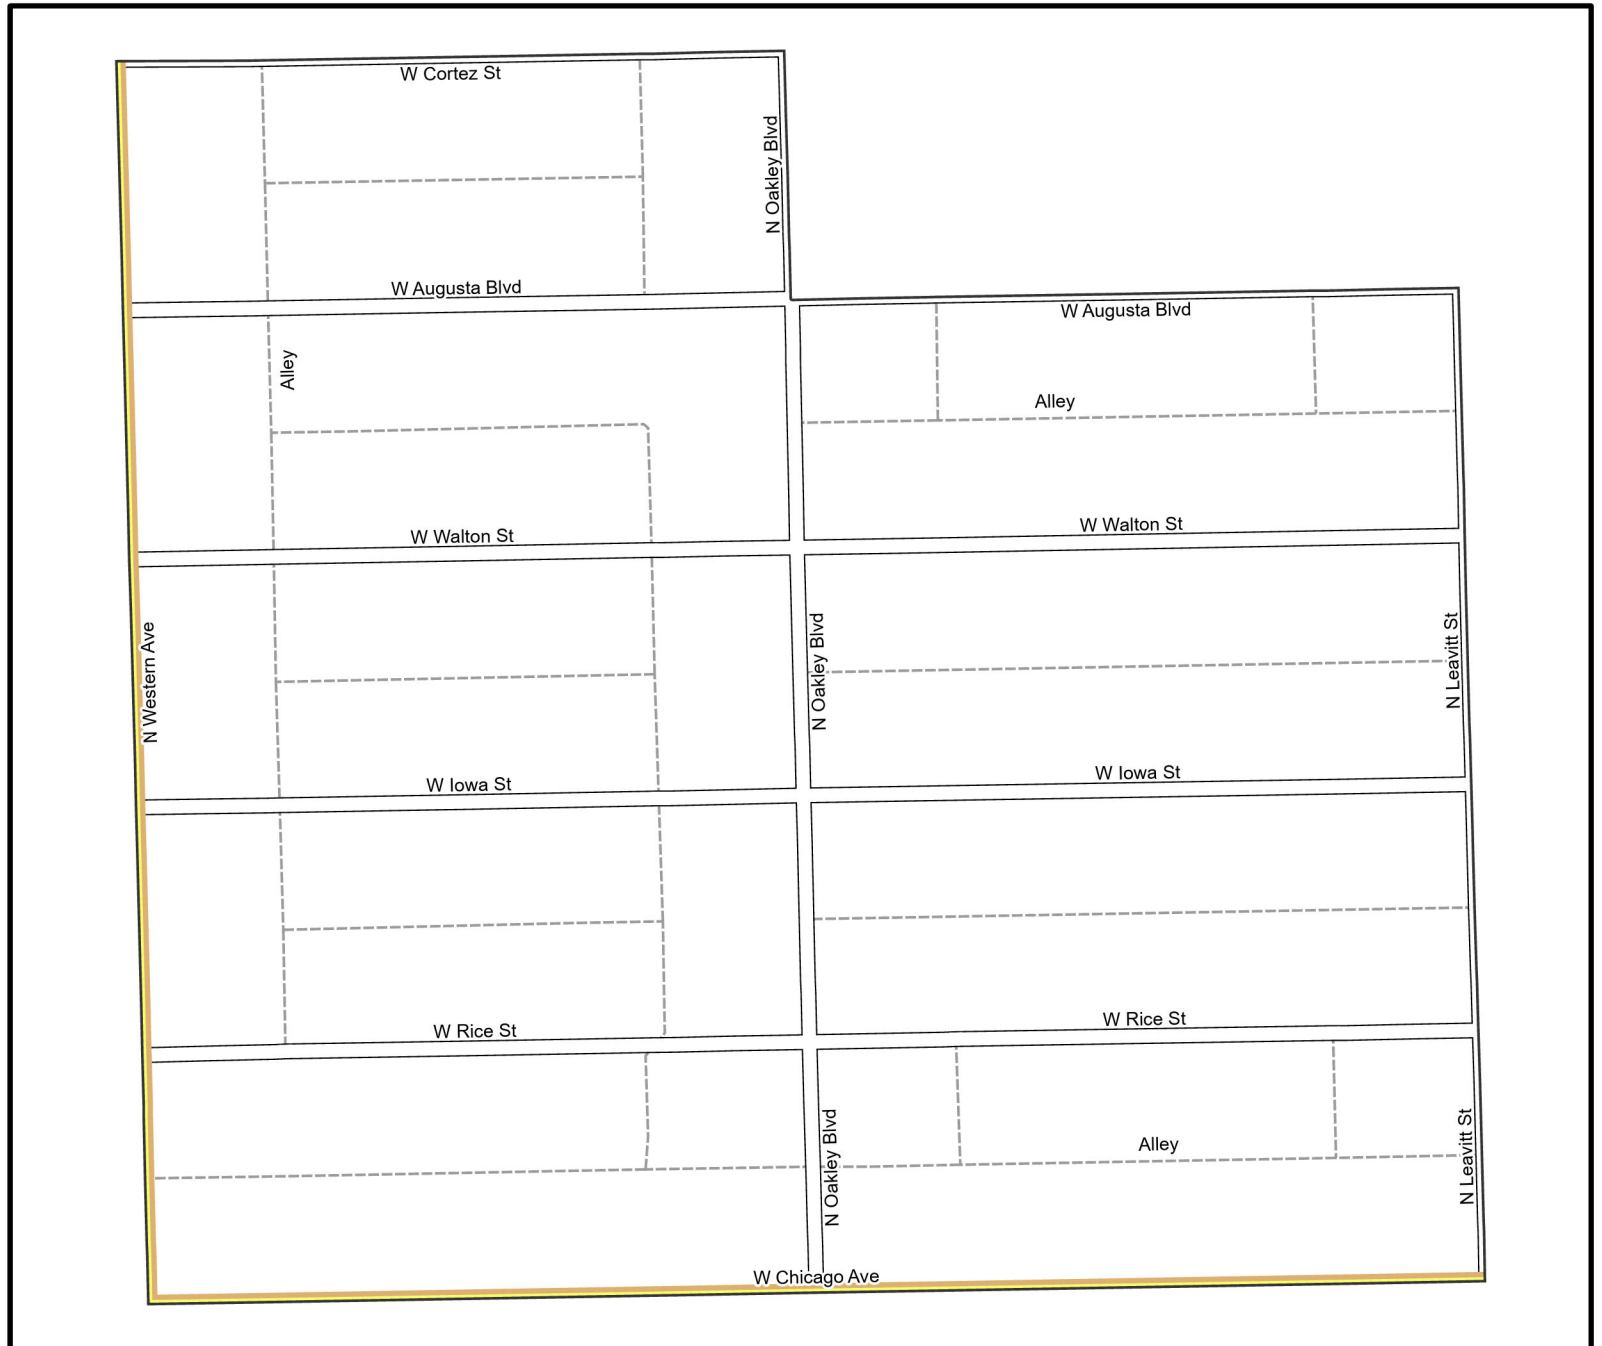 W Cortez St
N Oakley Blvd
W Augusta Blvd
W Augusta Blvd
Alley
Alley
W Walton St
W Walton St
N Western Ave
N Oakley Blvd
N Leavitt St
W Iowa St
W Iowa St
W Rice St
W Rice St
N Oakley Blvd
Alley
N Leavitt St
W Chicago Ave